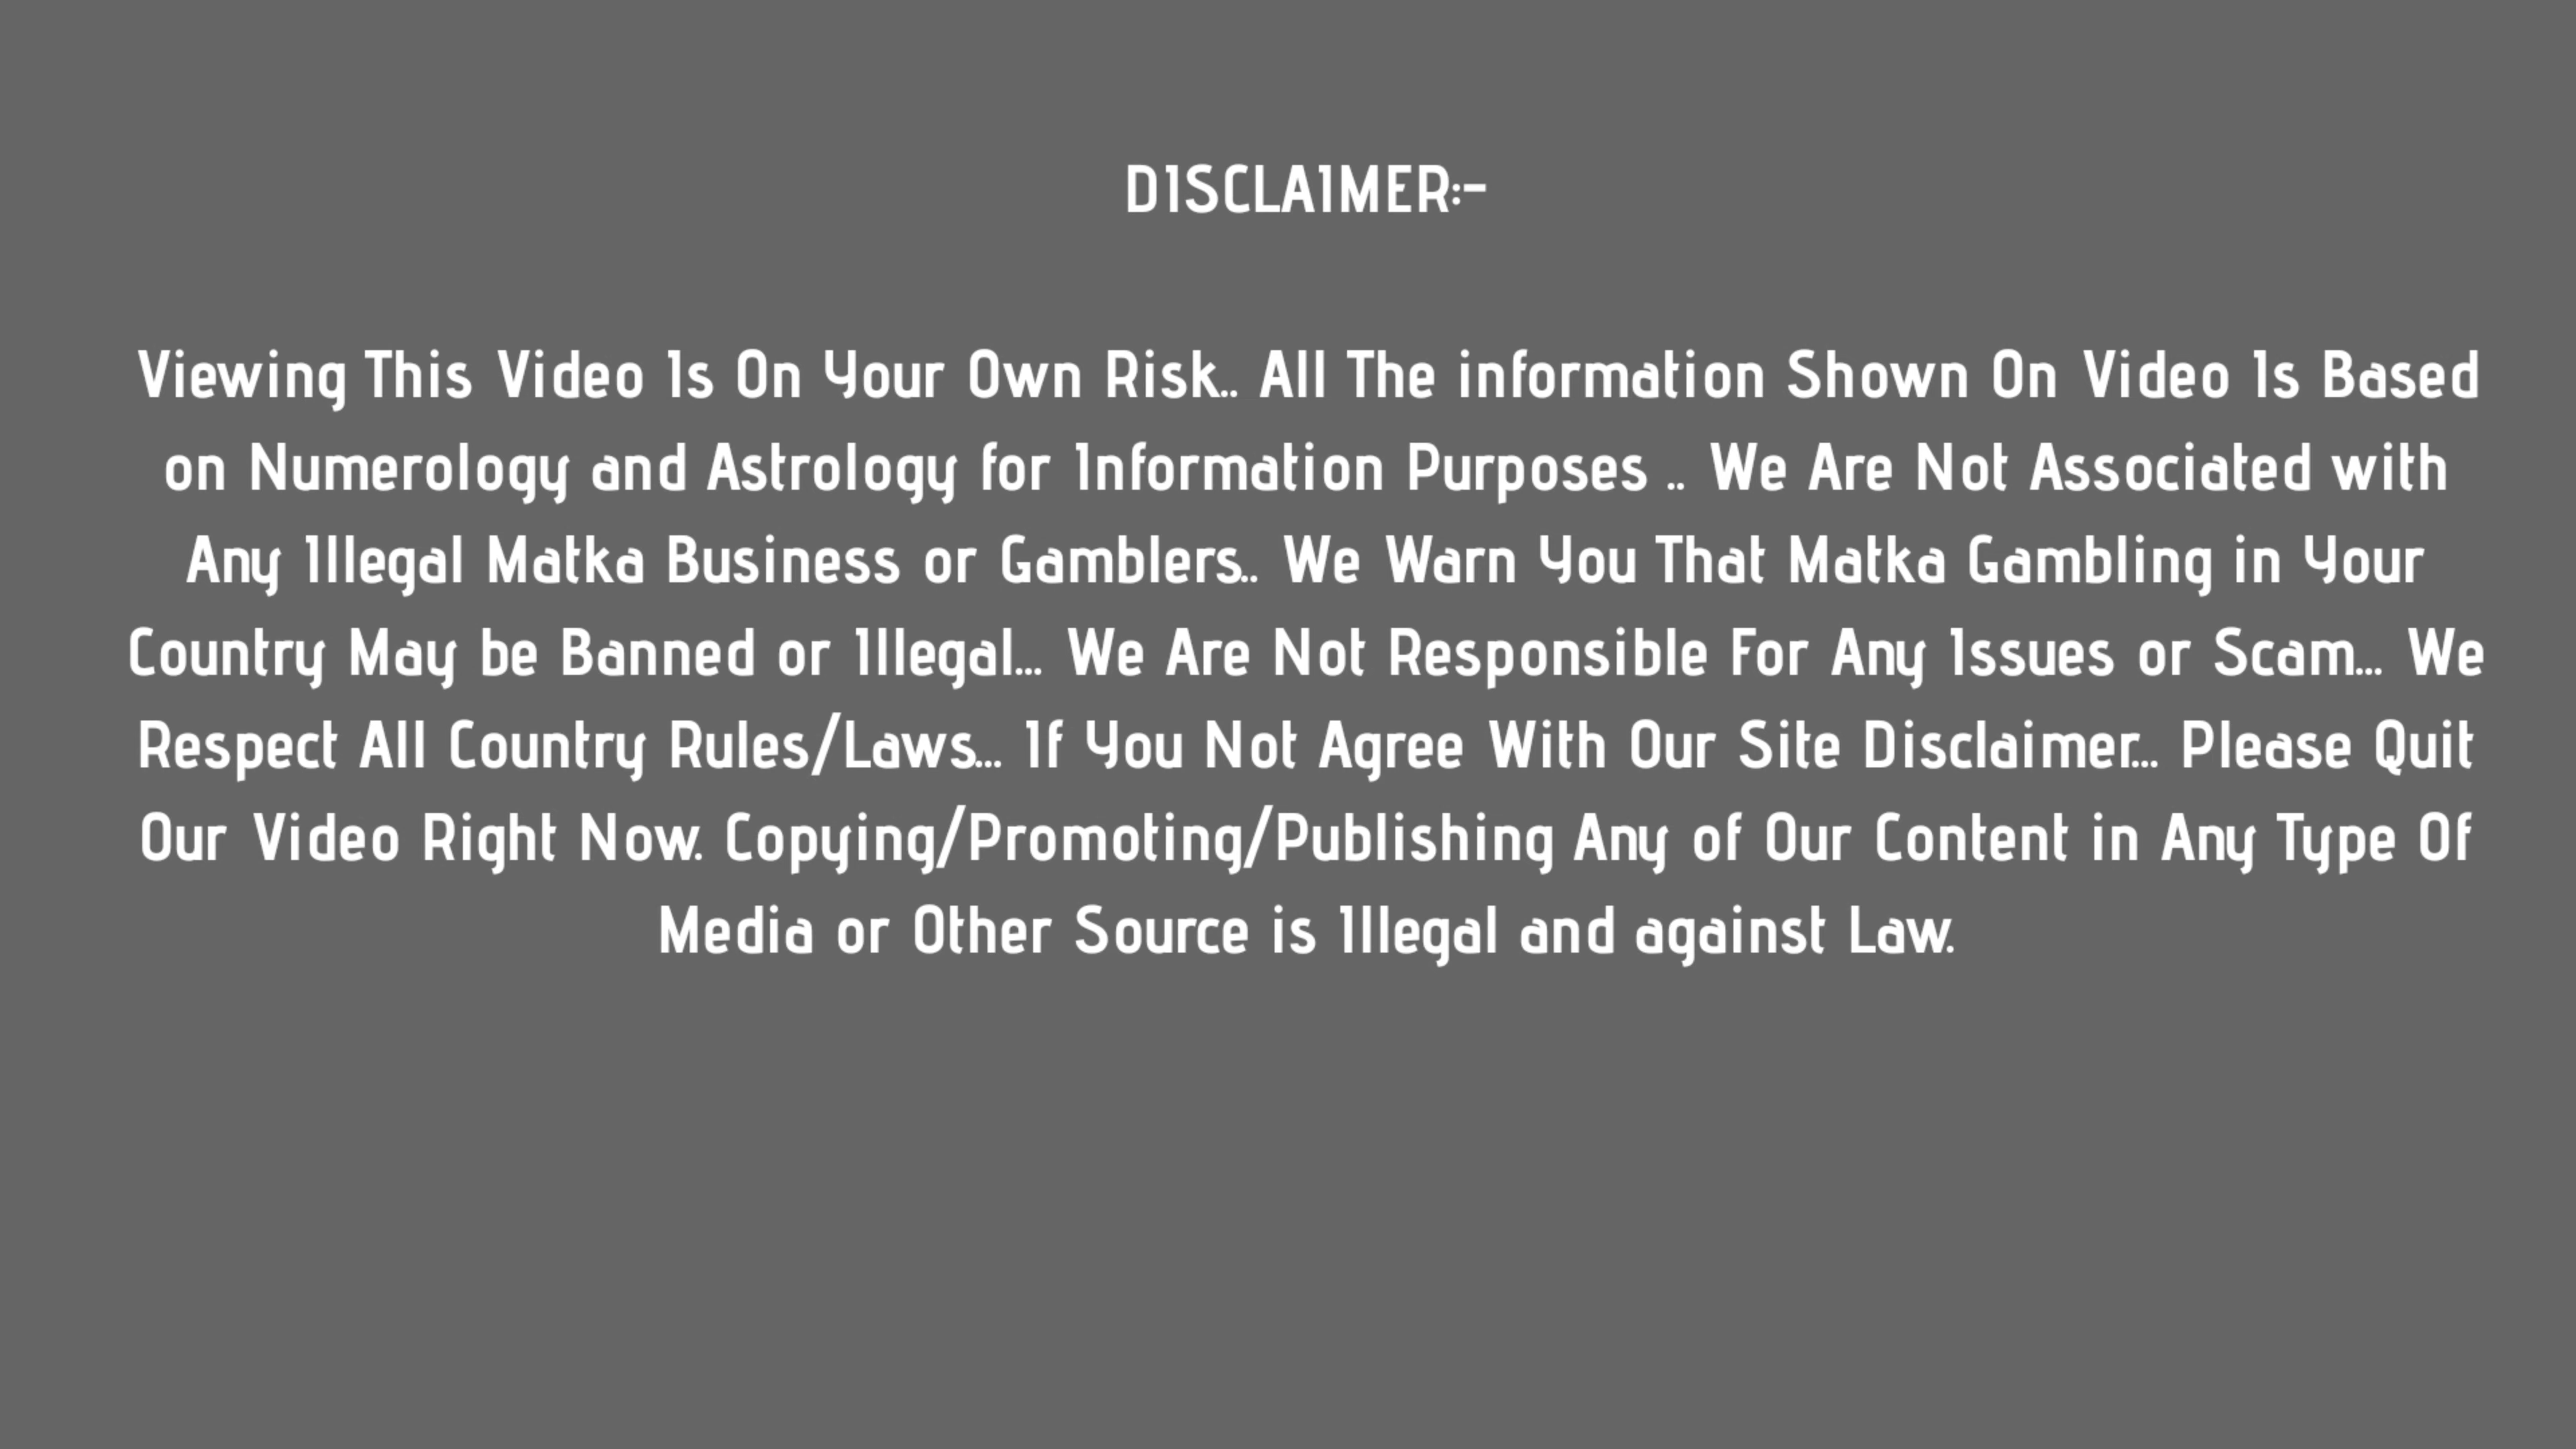 DISCLAIMER:-
Viewing This Video Is On Your Own Risk.. All The information Shown On Video Is Based
on Numerology and Astrology for Information Purposes .. We Are Not Associated with
Any Illegal Matka Business or Gamblers.. We Warn You That Matka Gambling in Your
Country May be Banned or Illegal... We Are Not Responsible For Any Issues or Scam... We
Respect All Country Rules/Laws... If You Not Agree With Our Site Disclaimer... Please Quit
Our Video Right Now. Copying/Promoting/Publishing Any of Our Content in Any Type Of
Media or Other Source is Illegal and against Law.